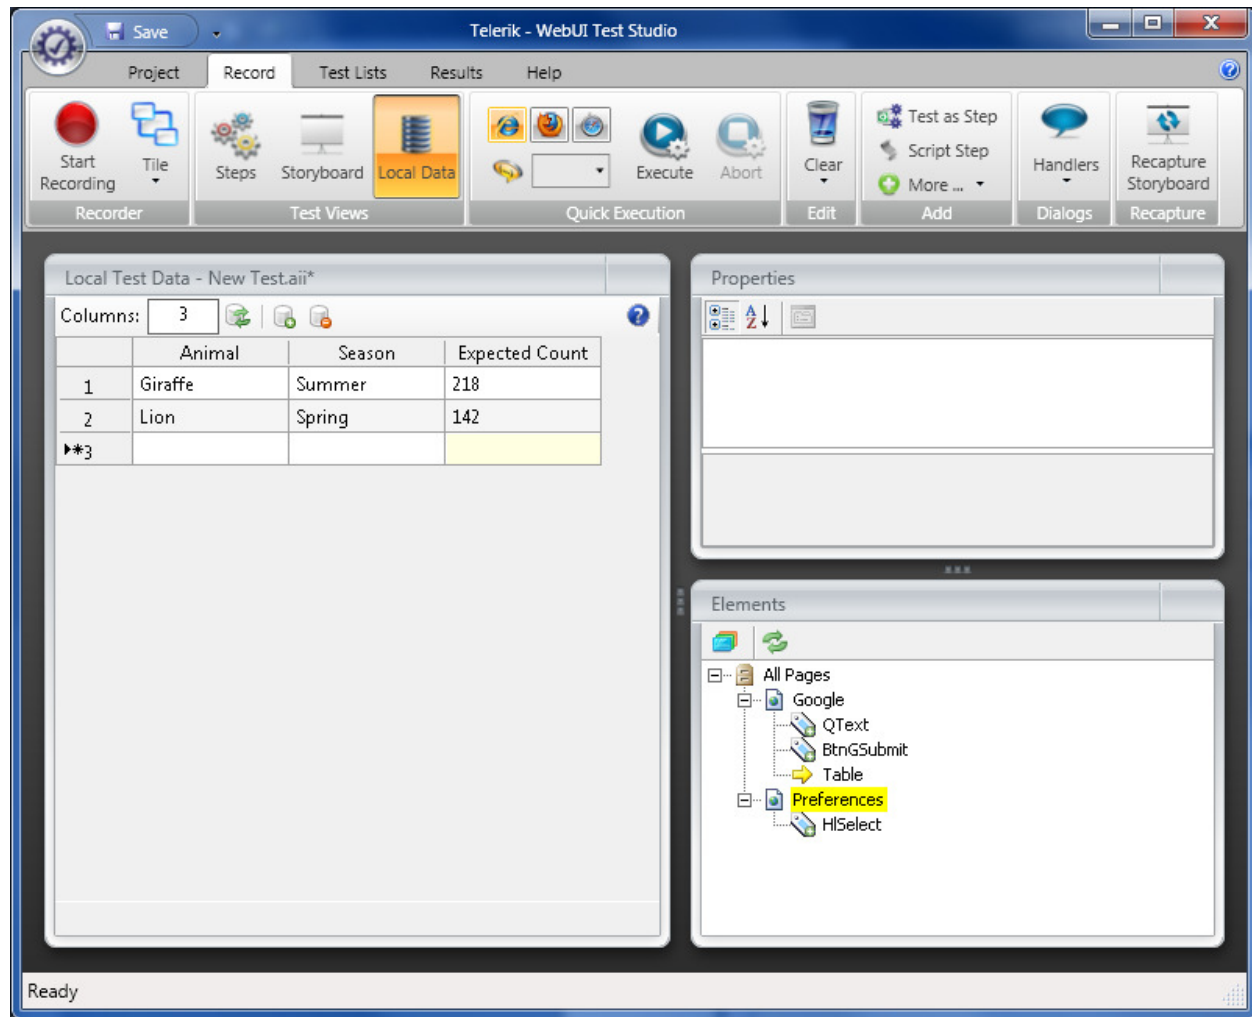 Save
Telerik - WebUI Test Studio
Project Record Test Lists Results Help
Start Recording
Tile
Recorder
Steps
Storyboard
Local Data
Test Views
Execute
Abort
Quick Execution
Clear
Edit
Test as Step
Script Step
More ...
Add
Handlers
Dialogs
Recapture Storyboard
Recapture
Local Test Data - New Test.aii*
Columns: 3
Animal Season Expected Count
1 Giraffe Summer 218
2 Lion Spring 142
*3
Properties
A
Z
Elements
All Pages
Google
QText
BtnGSubmit
Table
Preferences
HlSelect
Ready